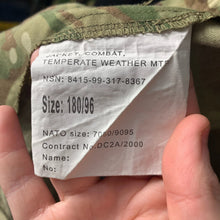 JACKET, COMBAT,
TEMPERATE WEATHER MTP
NSN: 8415-99-317-8367
Size: 180/96
NATO size: 7080/9095
Contract No: DC2A/2000
Name:
No: